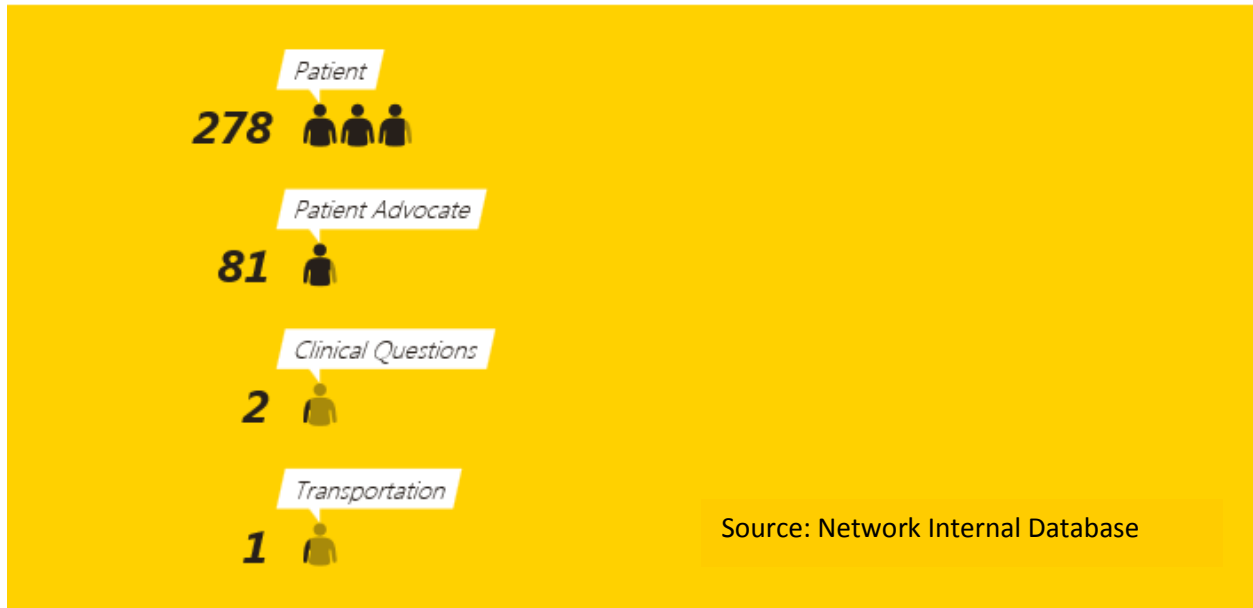 Patient
278
Patient Advocate
81
Clinical Questions
2
Transportation
1
Source: Network Internal Database